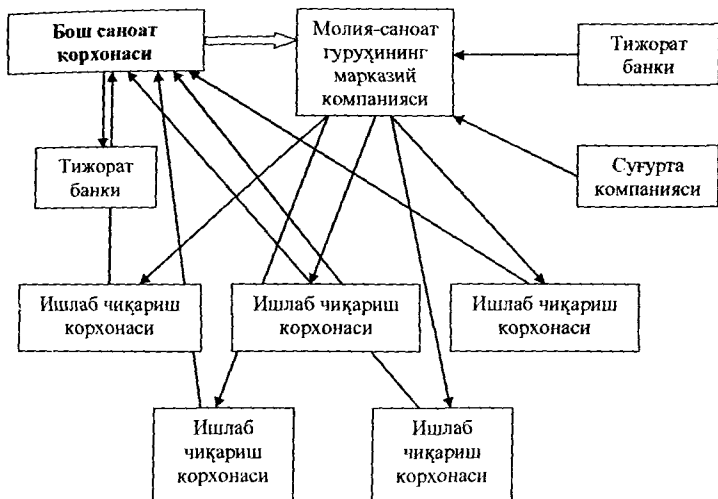 Бош саноат
корхонаси
Молия-саноат
гуруҳининг
марказий
компанияси
Тижорат
банки
Тижорат
банки
Суғурта
компанияси
Ишлаб чиқариш
корхонаси
Ишлаб чиқариш
корхонаси
Ишлаб чиқариш
корхонаси
Ишлаб
чиқариш
корхонаси
Ишлаб
чиқариш
корхонаси